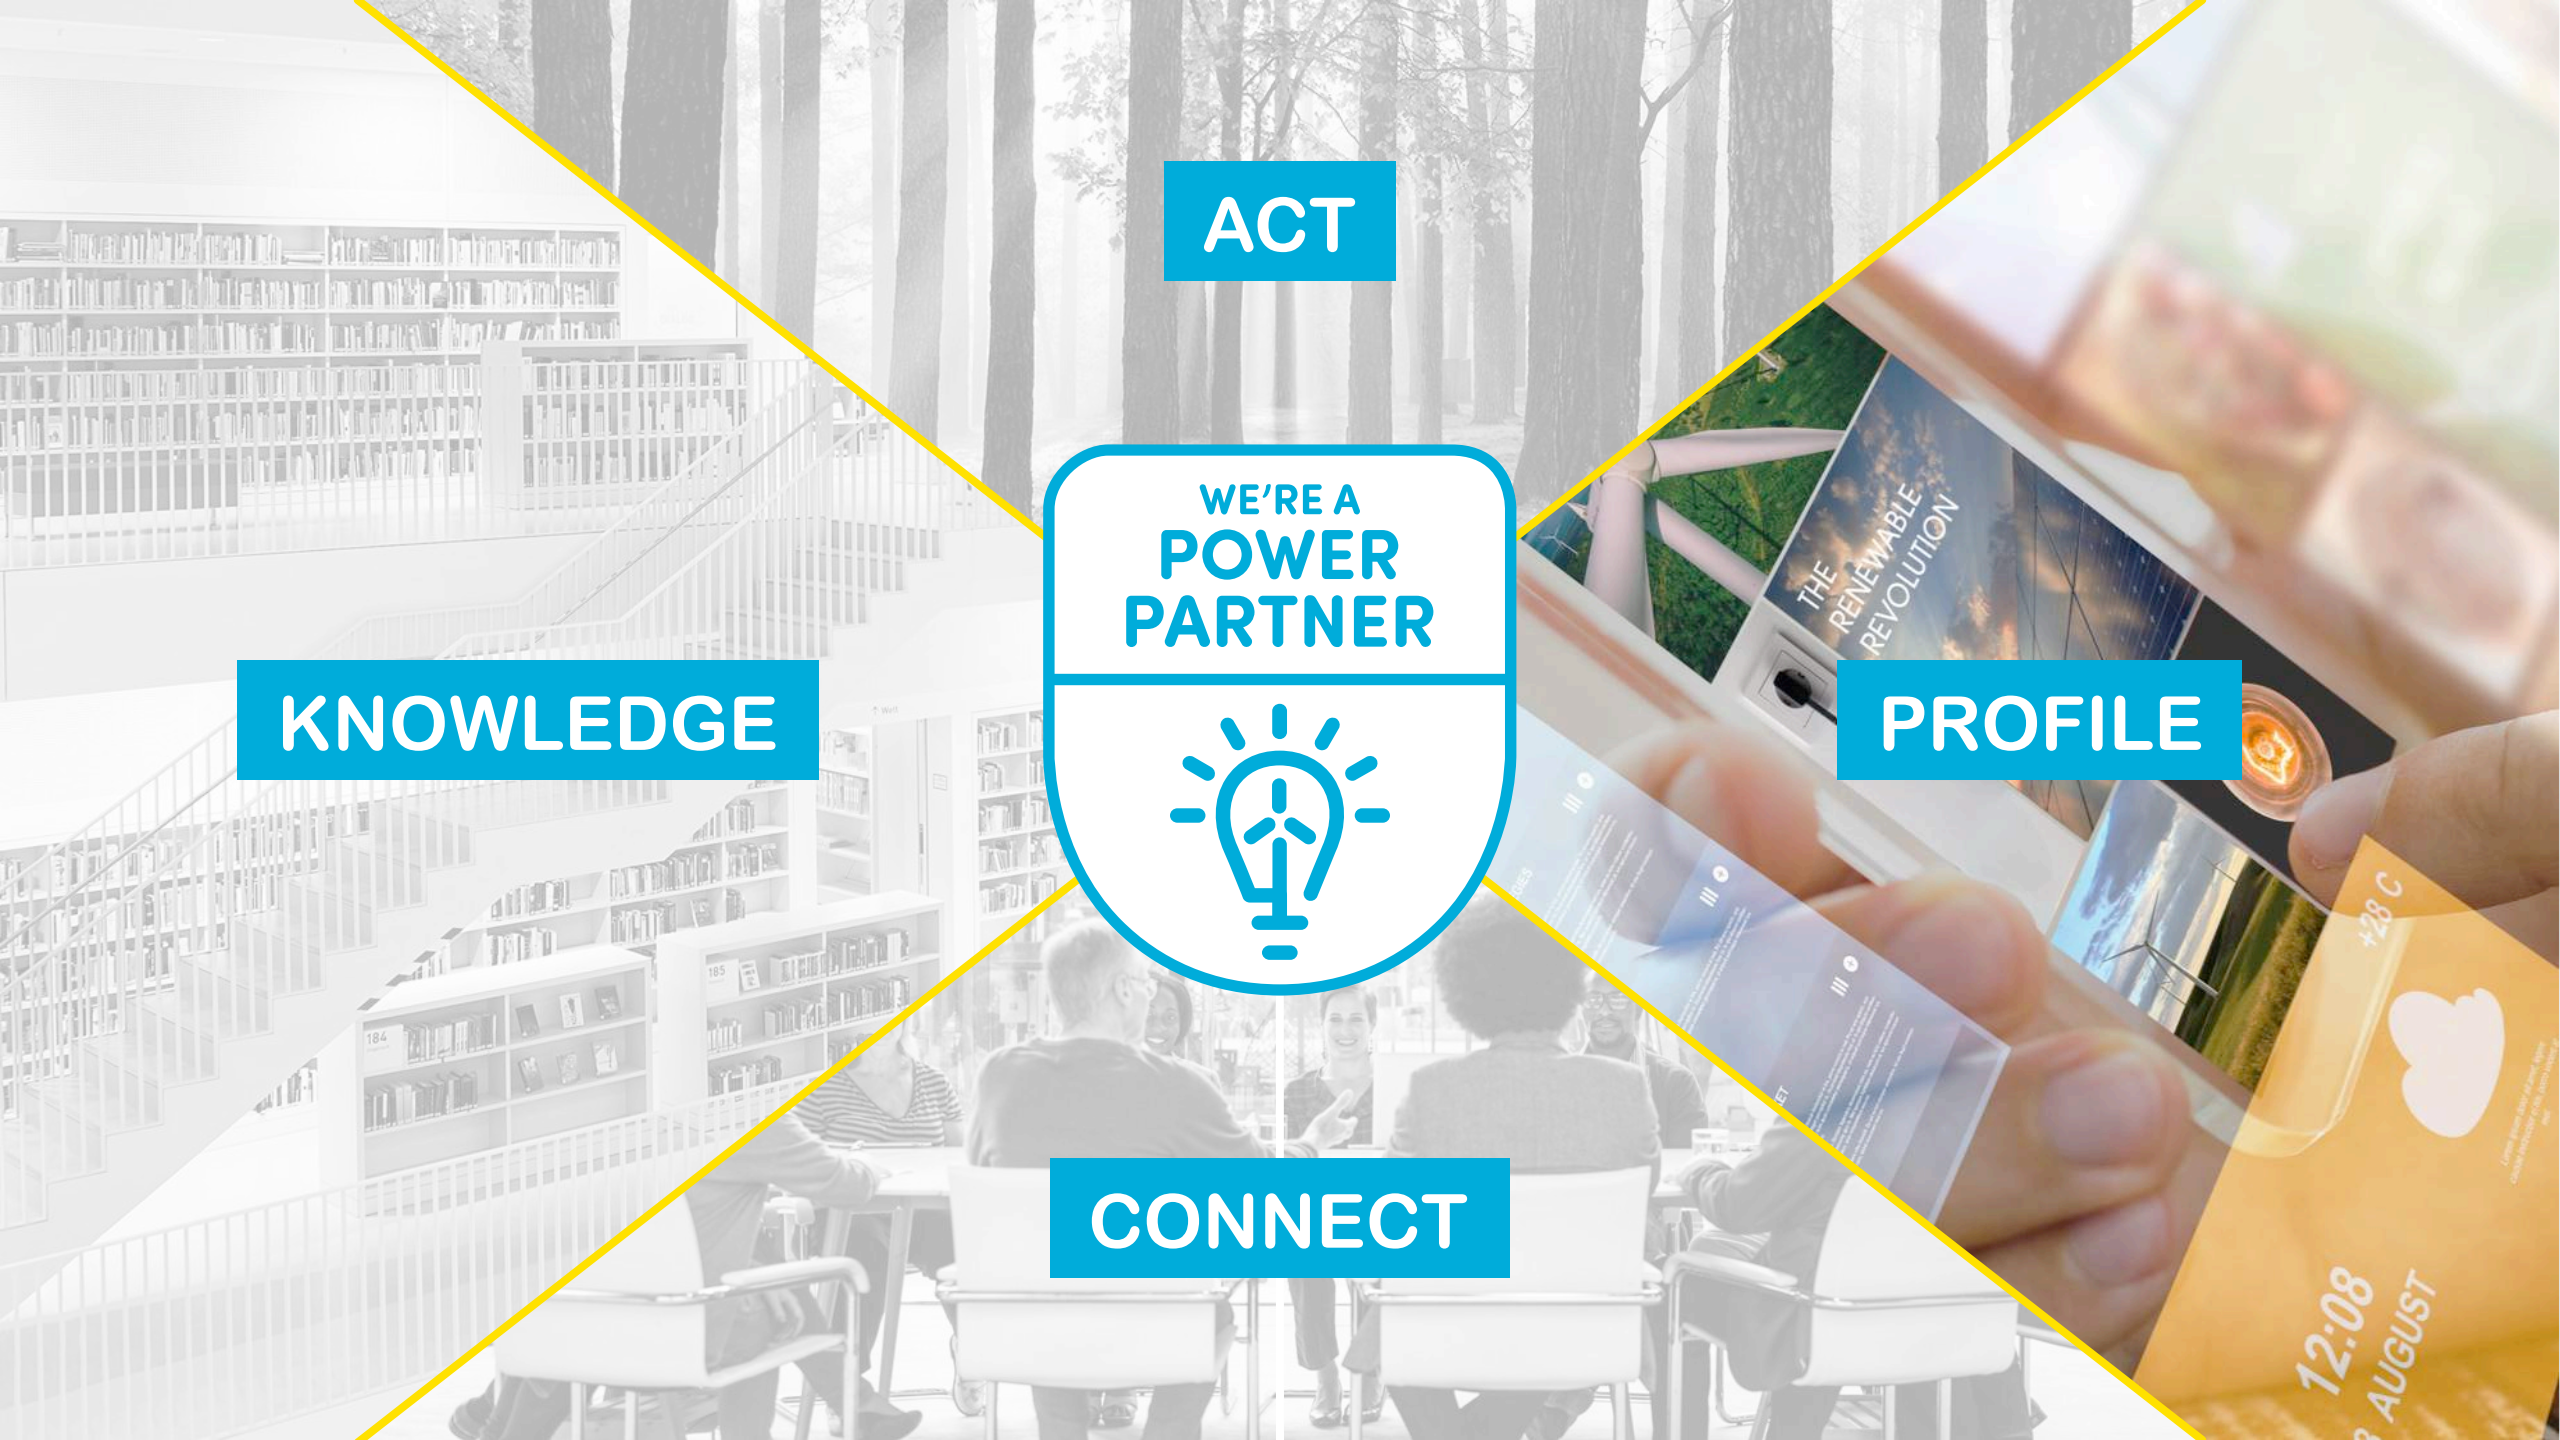 ACT
WE'RE A
POWER
PARTNER
THE
RENEWABLE
REVOLUTION
KNOWLEDGE
PROFILE
+28 C
184
185
CONNECT
12:08
AUGUST